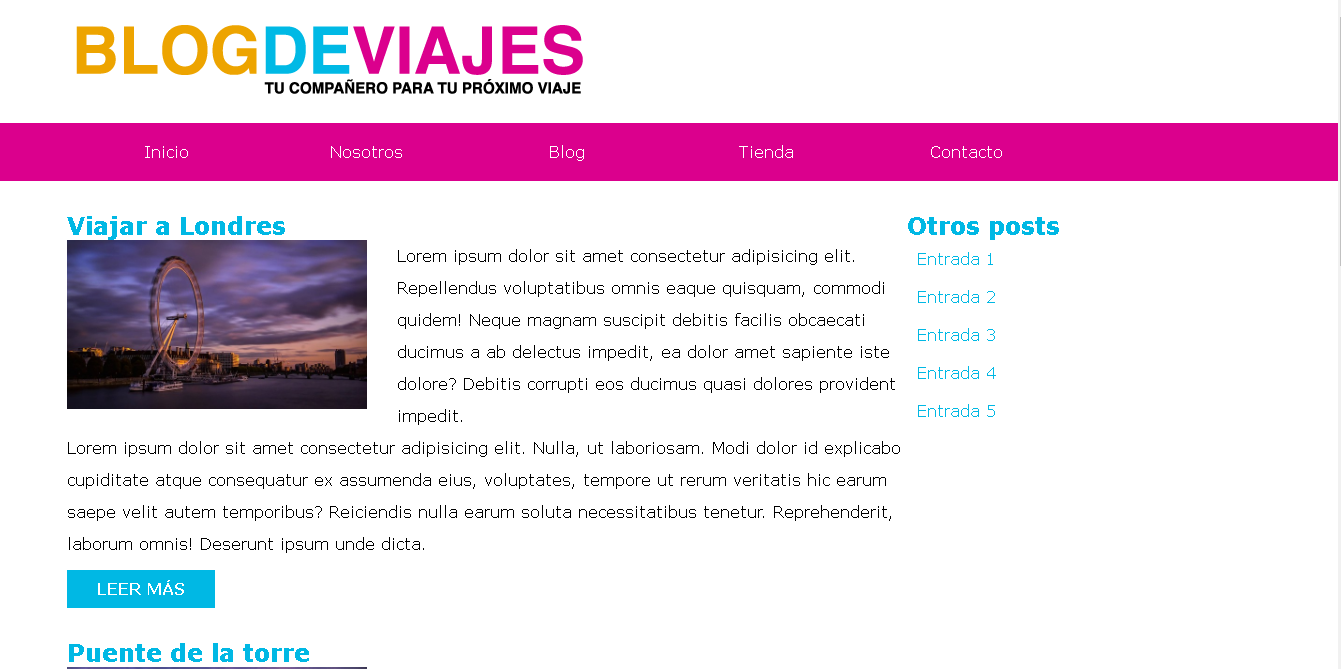 BLOGDEVIAJES
TU COMPAÑERO PARA TU PRÓXIMO VIAJE
Inicio Nosotros Blog Tienda Contacto
Viajar a Londres
Lorem ipsum dolor sit amet consectetur adipisicing elit.
Repellendus voluptatibus omnis eaque quisquam, commodi
quidem! Neque magnam suscipit debitis facilis obcaecati
ducimus a ab delectus impedit, ea dolor amet sapiente iste
dolore? Debitis corrupti eos ducimus quasi dolores provident
impedit.
Lorem ipsum dolor sit amet consectetur adipisicing elit. Nulla, ut laboriosam. Modi dolor id explicabo
cupiditate atque consequatur ex assumenda eius, voluptates, tempore ut rerum veritatis hic earum
saepe velit autem temporibus? Reiciendis nulla earum soluta necessitatibus tenetur. Reprehenderit,
laborum omnis! Deserunt ipsum unde dicta.
LEER MÁS
Puente de la torre
Otros posts
Entrada 1
Entrada 2
Entrada 3
Entrada 4
Entrada 5